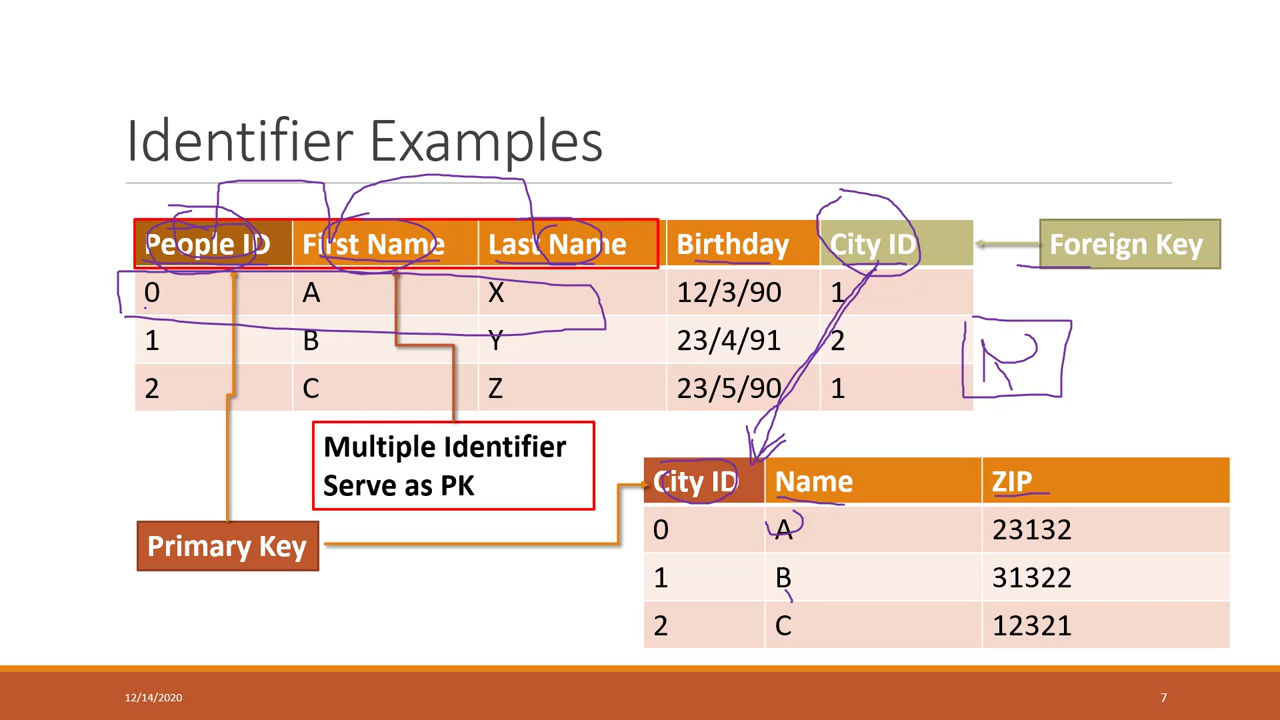 Identifier Examples
People ID First Name Last Name Birthday City ID
Foreign Key
0 A X 12/3/90 1
1 B Y 23/4/91 2
2 C Z 23/5/90 1
R
Multiple Identifier
Serve as PK
Primary Key
City ID Name ZIP
0 A 23132
1 B 31322
2 C 12321
12/14/2020
7